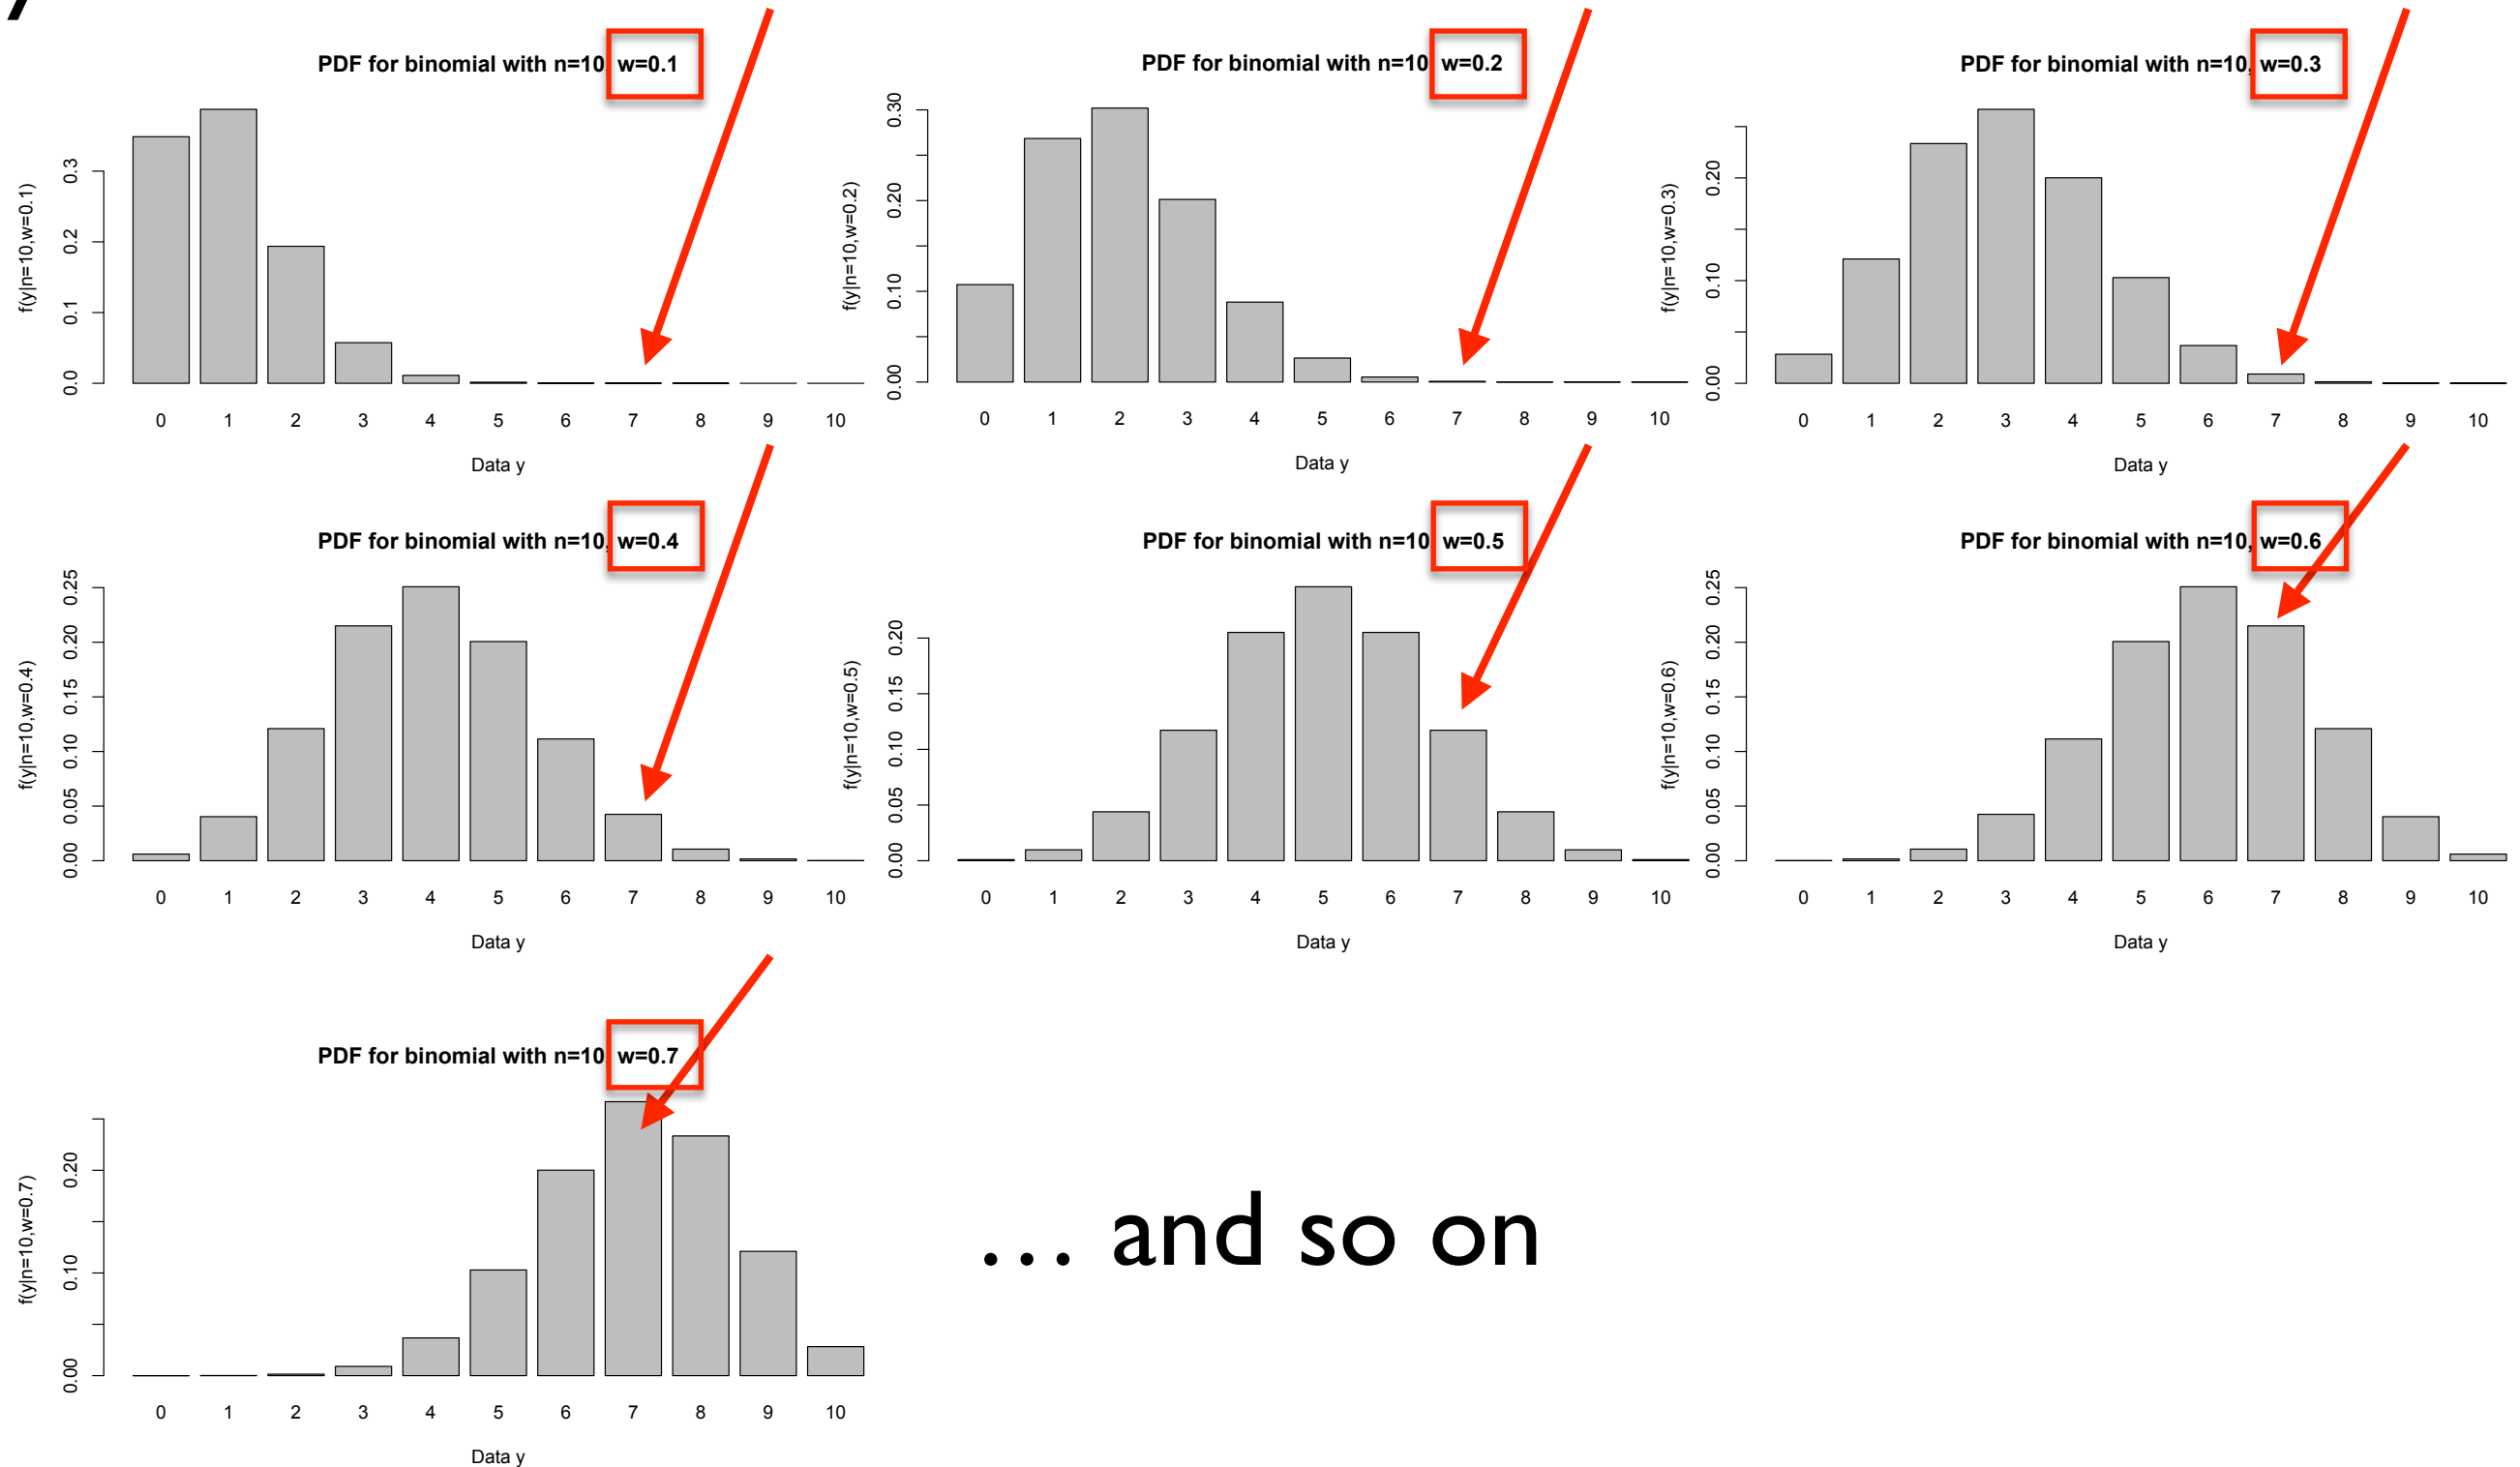 y
PDF for binomial with n=10, w=0.1
f(y|n=10,w=0.1)
0.0 0.1 0.2 0.3
0 1 2 3 4 5 6 7 8 9 10
Data y
PDF for binomial with n=10 w=0.2
f(y|n=10,w=0.2)
0.00 0.10 0.20 0.30
0 1 2 3 4 5 6 7 8 9 10
Data y
PDF for binomial with n=10, w=0.3
f(y|n=10,w=0.3)
0.00 0.10 0.20
0 1 2 3 4 5 6 7 8 9 10
Data y
PDF for binomial with n=10, w=0.4
f(y|n=10,w=0.4)
0.00 0.05 0.10 0.15 0.20 0.25
0 1 2 3 4 5 6 7 8 9 10
Data y
PDF for binomial with n=10 w=0.5
f(y|n=10,w=0.5)
0.00 0.05 0.10 0.15 0.20
0 1 2 3 4 5 6 7 8 9 10
Data y
PDF for binomial with n=10, w=0.6
f(y|n=10,w=0.6)
0.00 0.05 0.10 0.15 0.20 0.25
0 1 2 3 4 5 6 7 8 9 10
Data y
PDF for binomial with n=10 w=0.7
f(y|n=10,w=0.7)
0.00 0.10 0.20
0 1 2 3 4 5 6 7 8 9 10
Data y
... and so on